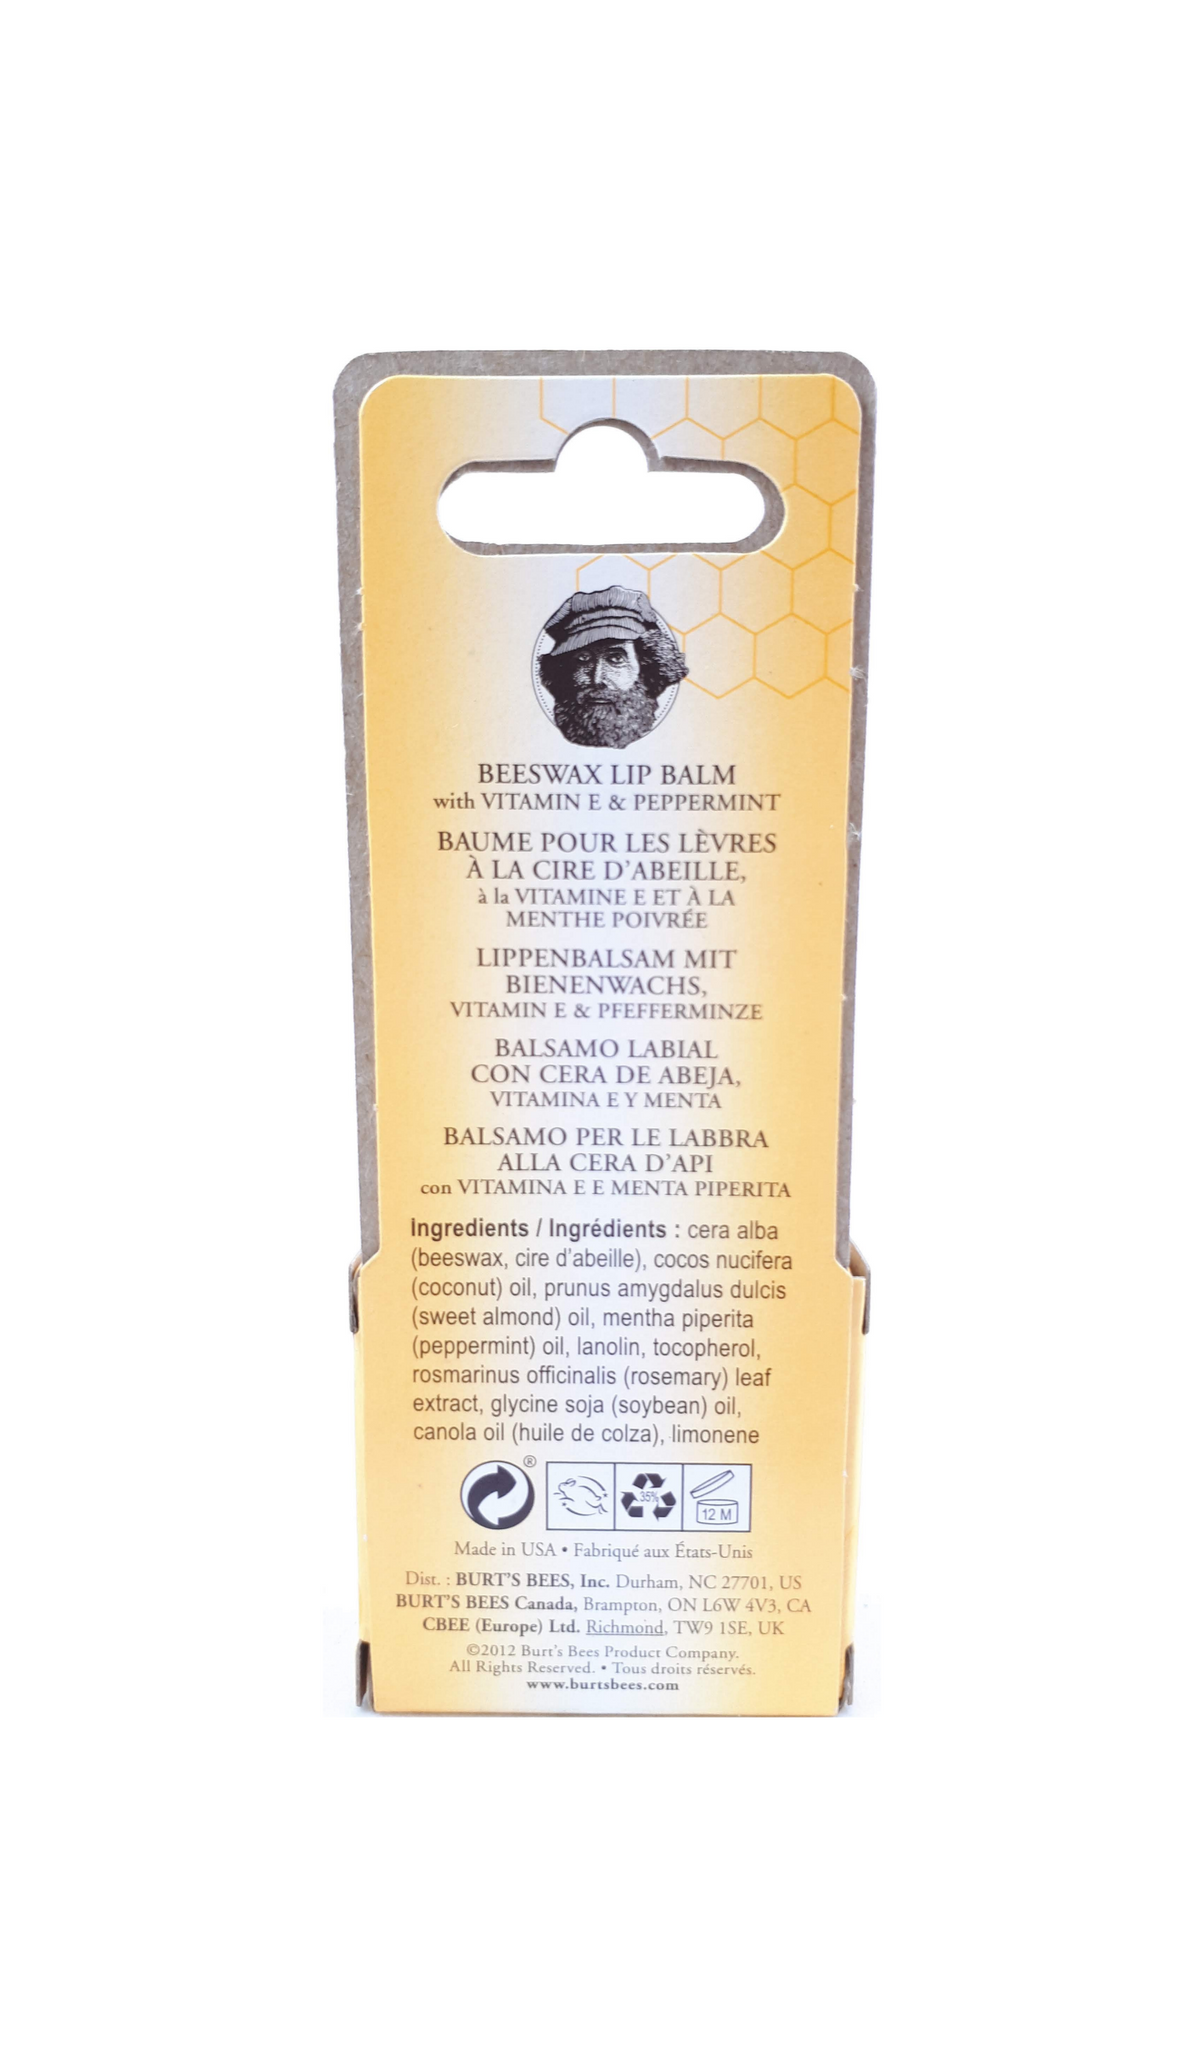 BEESWAX LIP BALM
with VITAMIN E & PEPPERMINT
BAUME POUR LES LÈVRES
À LA CIRE D'ABEILLE,
à la VITAMINE E ET À LA
MENTHE POIVRÉE
LIPPENBALSAM MIT
BIENENWACHS,
VITAMIN E & PFEFFERMINZE
BALSAMO LABIAL
CON CERA DE ABEJA,
VITAMINA E Y MENTA
BALSAMO PER LE LABBRA
ALLA CERA D'API
con VITAMINA E E MENTA PIPERITA
Ingredients / Ingrédients : cera alba
(beeswax, cire d'abeille), cocos nucifera
(coconut) oil, prunus amygdalus dulcis
(sweet almond) oil, mentha piperita
(peppermint) oil, lanolin, tocopherol,
rosmarinus officinalis (rosemary) leaf
extract, glycine soja (soybean) oil,
canola oil (huile de colza), limonene
®
35%
12 M
Made in USA • Fabriqué aux États-Unis
Dist. : BURT'S BEES, Inc. Durham, NC 27701, US
BURT'S BEES Canada, Brampton, ON L6W 4V3, CA
CBEE (Europe) Ltd. Richmond, TW9 1SE, UK
©2012 Burt's Bees Product Company.
All Rights Reserved. • Tous droits réservés.
www.burtsbees.com